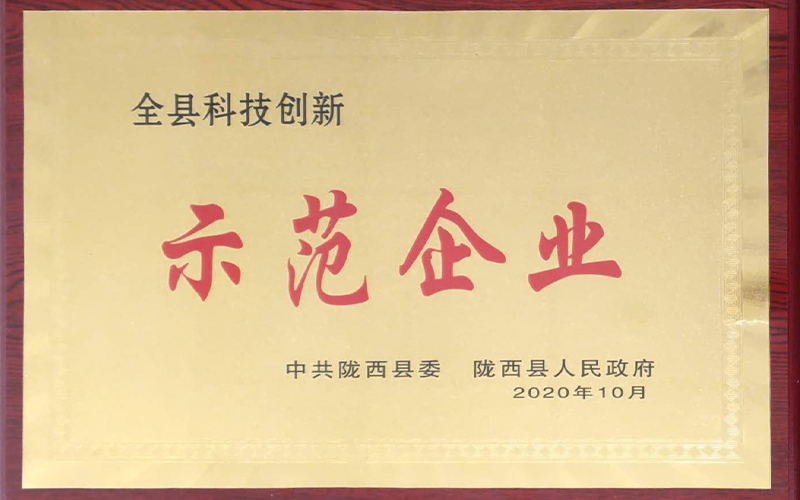 全县科技创新
示范企业
中共陇西县委 陇西县人民政府
2020年10月